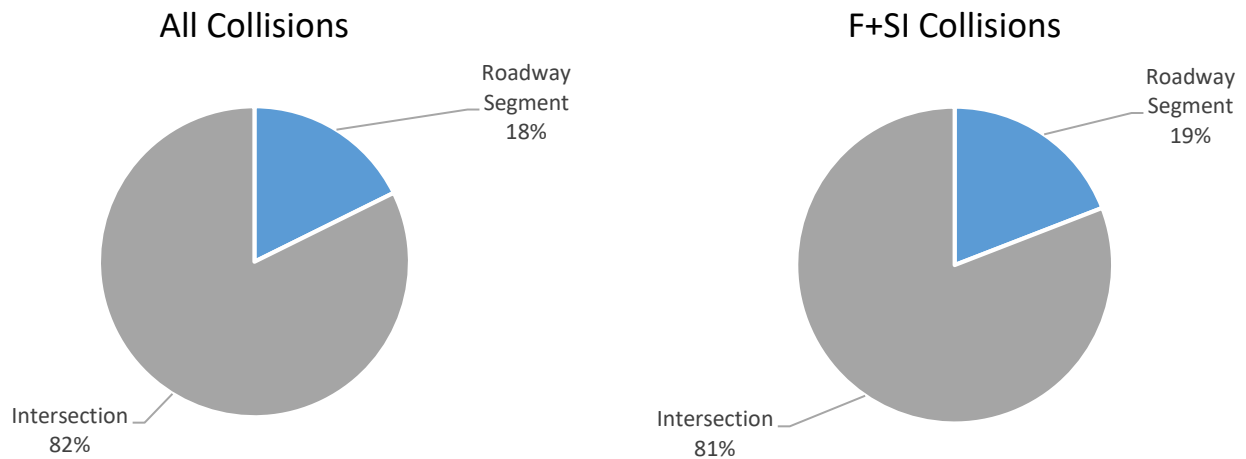 All Collisions
Roadway
Segment
18%
Intersection
82%
F+SI Collisions
Roadway
Segment
19%
Intersection
81%